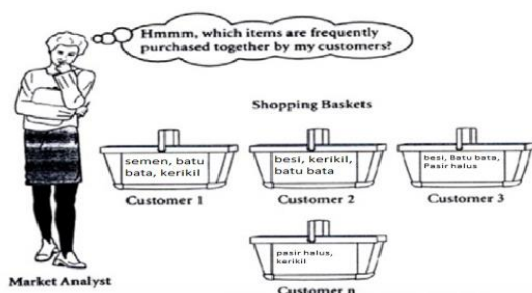 Hmmm, which items are frequently
purchased together by my customers?
Shopping Baskets
semen, batu
bata, kerikil
Customer 1
besi, kerikil,
batu bata
Customer 2
besi, Batu bata,
Pasir halus
Customer 3
pasir halus,
kerikil
Customer n
Market Analyst